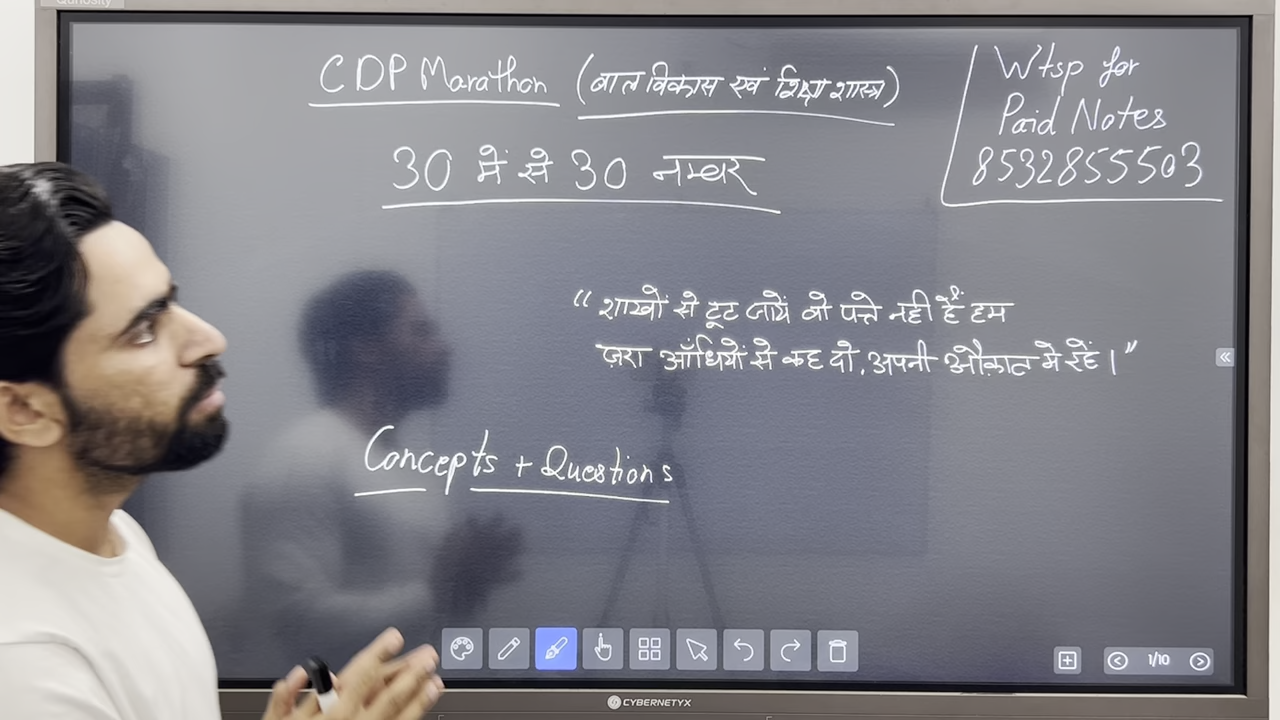 Quriosity
CDP Marathon (बाल विकास एवं शिक्षा शास्त्र)
30 में से 30 नम्बर
Wtsp for
Paid Notes
8532855503
“शाखों से टूट जायें वो पत्ते नही हैं हम
ज़रा आँधियों से कह दो, अपनी औक़ात मे रहें।”
Concepts + Questions
1/10
CYBERNETYX